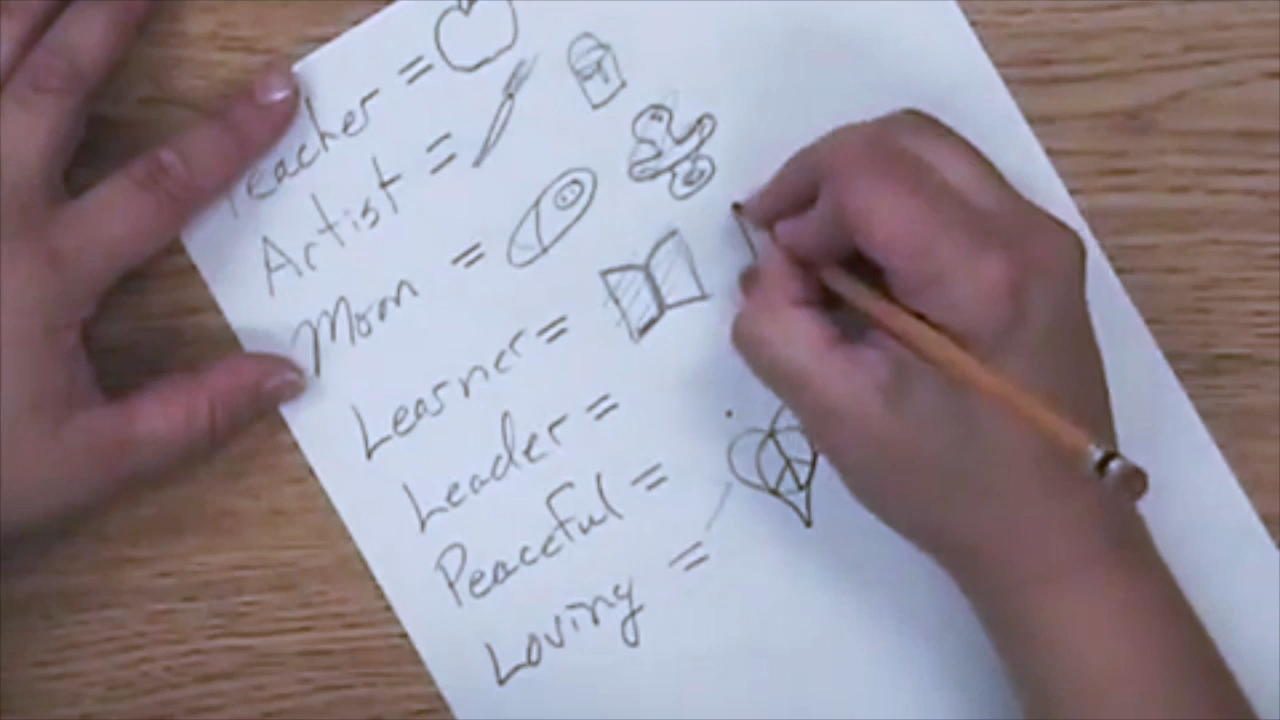 Teacher =
Artist =
Mom =
Learner =
Leader =
Peaceful =
Loving =